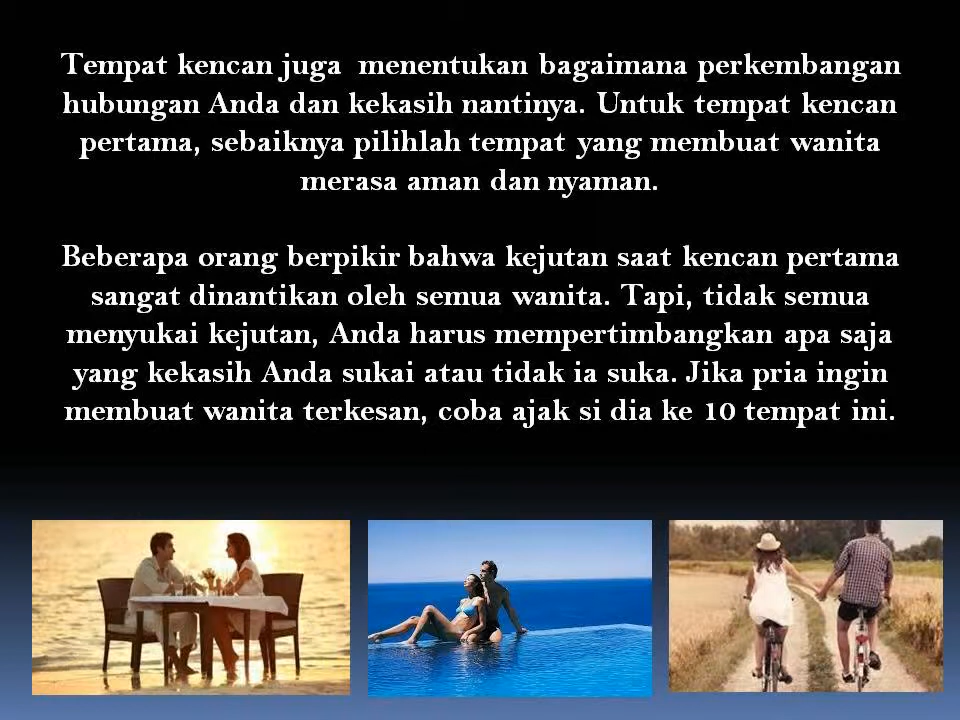 Tempat kencan juga menentukan bagaimana perkembangan
hubungan Anda dan kekasih nantinya. Untuk tempat kencan
pertama, sebaiknya pilihlah tempat yang membuat wanita
merasa aman dan nyaman.
Beberapa orang berpikir bahwa kejutan saat kencan pertama
sangat dinantikan oleh semua wanita. Tapi, tidak semua
menyukai kejutan, Anda harus mempertimbangkan apa saja
yang kekasih Anda sukai atau tidak ia suka. Jika pria ingin
membuat wanita terkesan, coba ajak si dia ke 10 tempat ini.